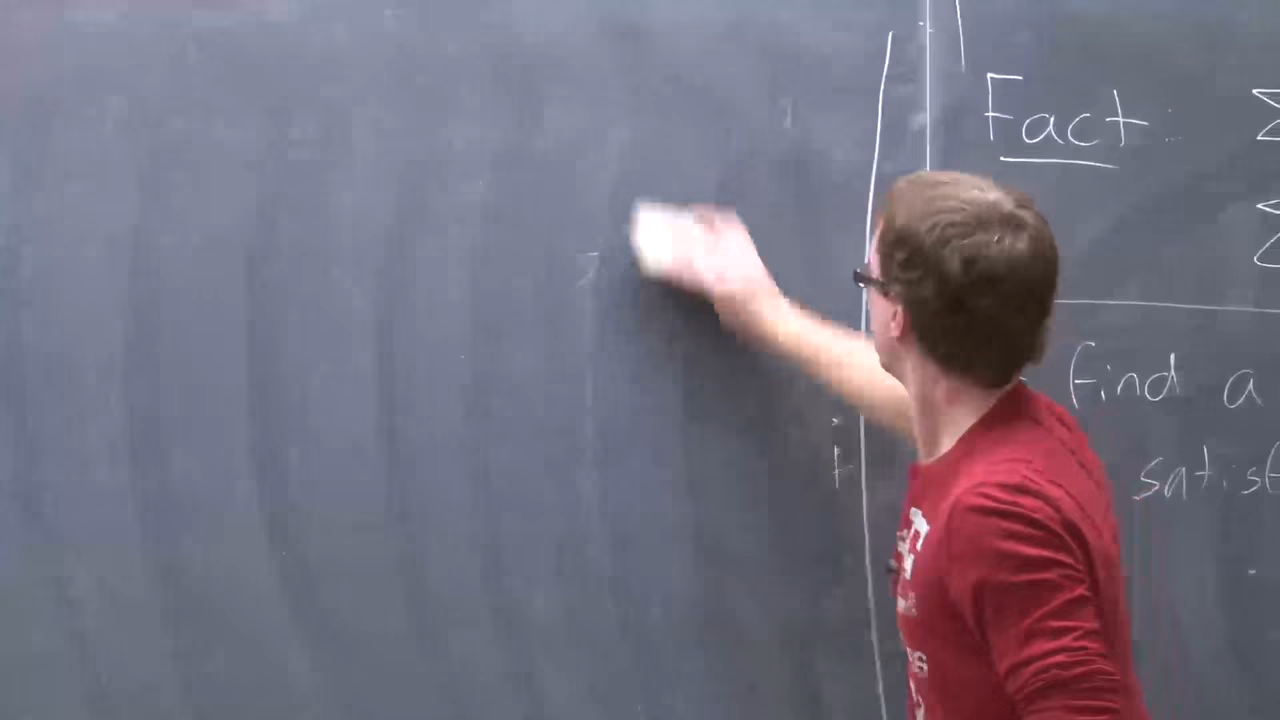 Fact: Σ
Σ
find a
satisf